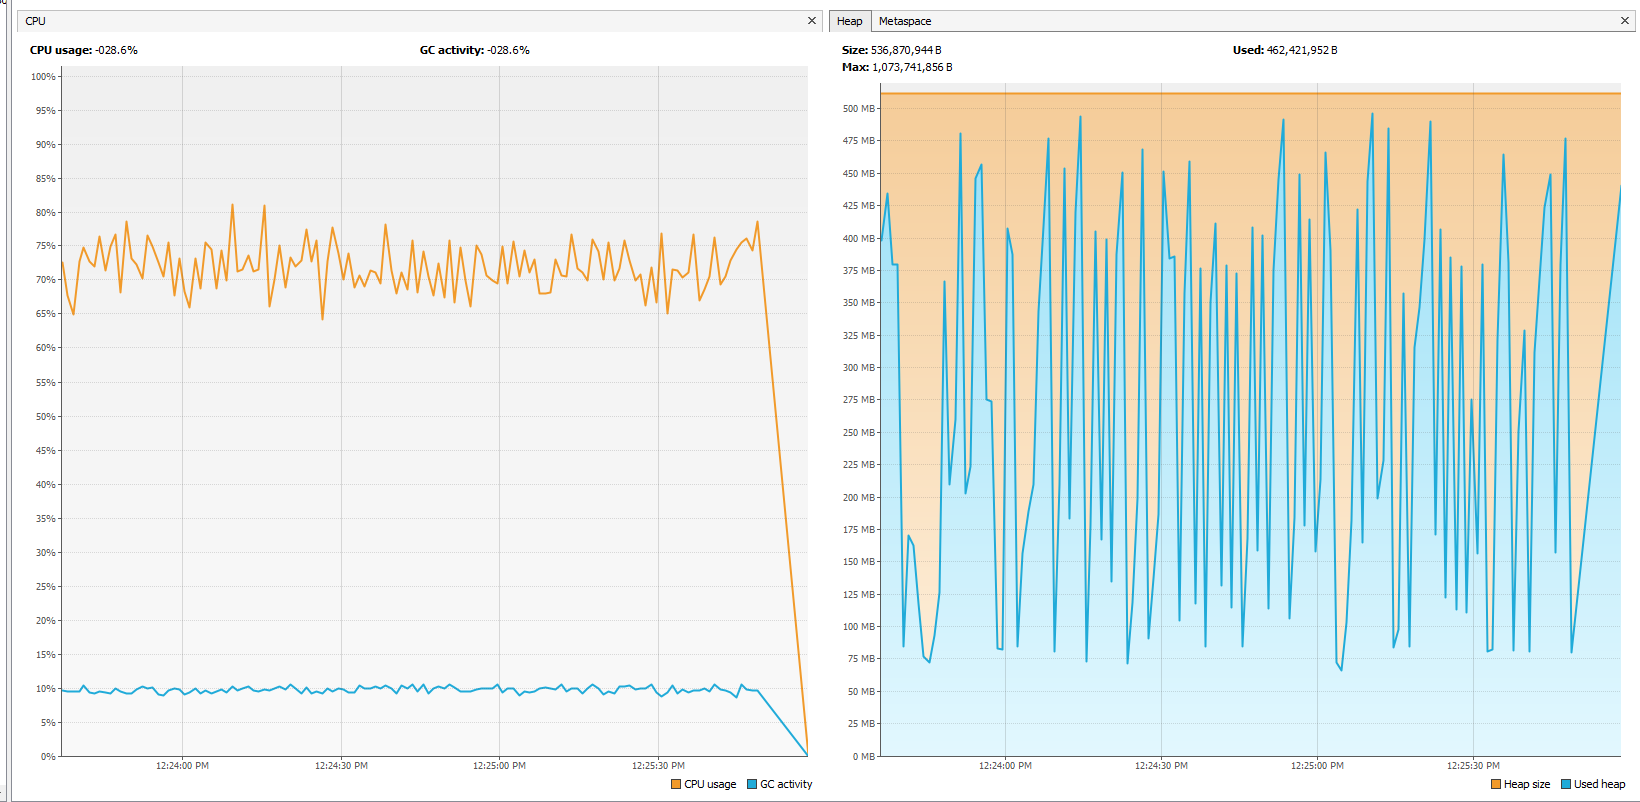 CPU
CPU usage: -028.6% GC activity: -028.6%
100%
95%
90%
85%
80%
75%
70%
65%
60%
55%
50%
45%
40%
35%
30%
25%
20%
15%
10%
5%
0%
12:24:00 PM 12:24:30 PM 12:25:00 PM 12:25:30 PM
CPU usage GC activity
Heap Metaspace
Size: 536,870,944 B Used: 462,421,952 B
Max: 1,073,741,856 B
500 MB
475 MB
450 MB
425 MB
400 MB
375 MB
350 MB
325 MB
300 MB
275 MB
250 MB
225 MB
200 MB
175 MB
150 MB
125 MB
100 MB
75 MB
50 MB
25 MB
0 MB
12:24:00 PM 12:24:30 PM 12:25:00 PM 12:25:30 PM
Heap size Used heap